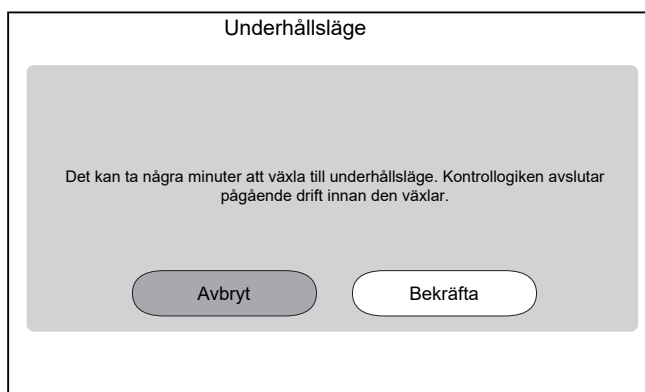 Underhållsläge
Det kan ta några minuter att växla till underhållsläge. Kontrollogiken avslutar
pågående drift innan den växlar.
Avbryt
Bekräfta